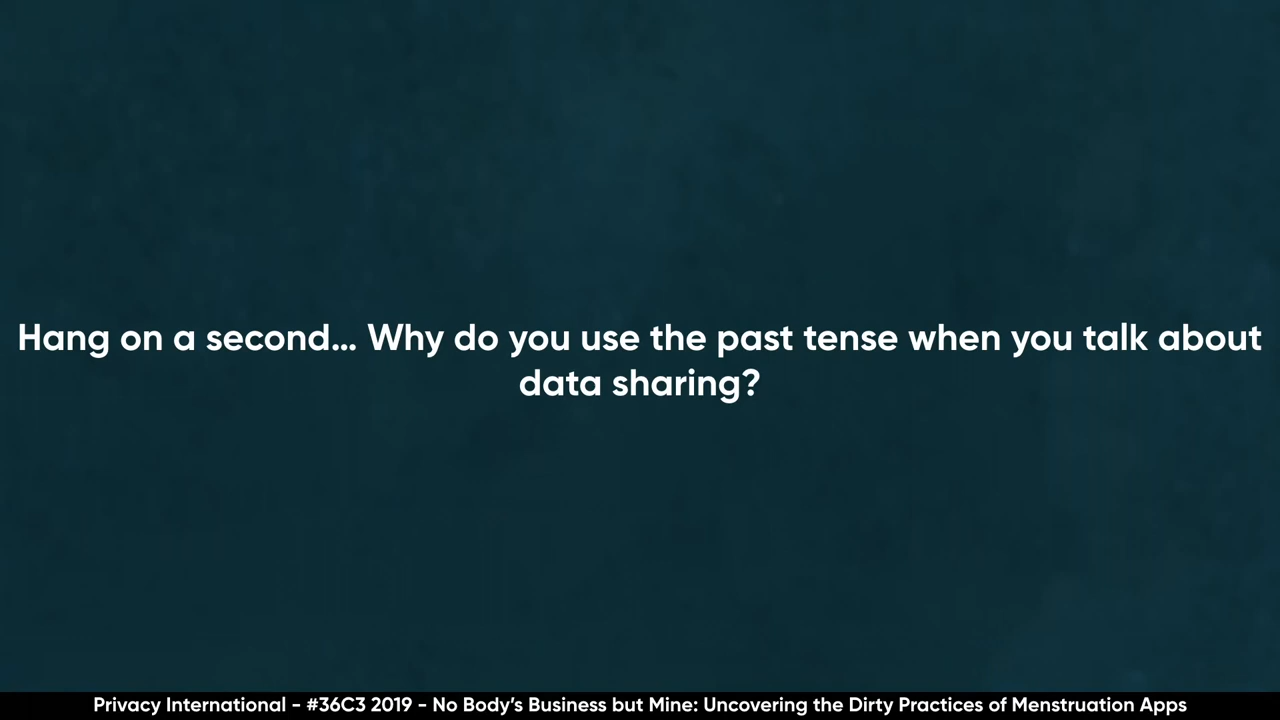 Hang on a second... Why do you use the past tense when you talk about
data sharing?
Privacy International - #36C3 2019 - No Body's Business but Mine: Uncovering the Dirty Practices of Menstruation Apps